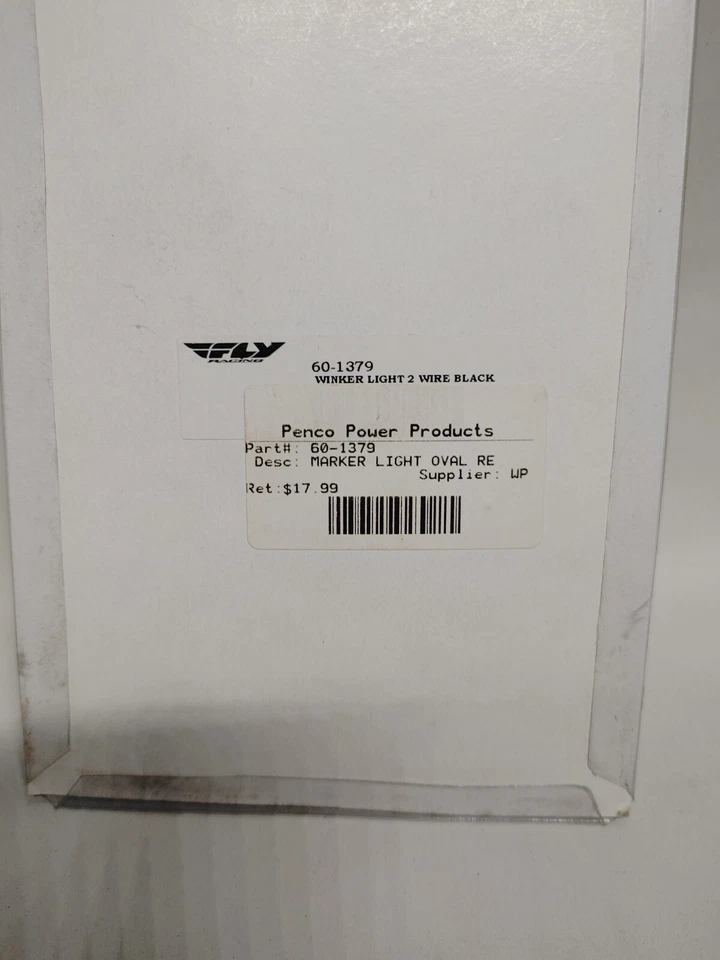 FLY
RACING
60-1379
WINKER LIGHT 2 WIRE BLACK
Penco Power Products
Part#: 60-1379
Desc: MARKER LIGHT OVAL RE
Supplier: WP
Ret:$17.99